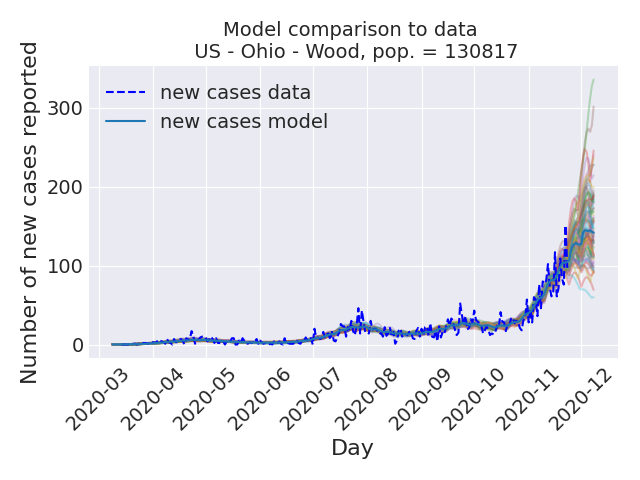 Model comparison to data
US - Ohio - Wood, pop. = 130817
Number of new cases reported
300
200
100
0
new cases data
new cases model
2020-03
2020-04
2020-05
2020-06
2020-07
2020-08
2020-09
2020-10
2020-11
2020-12
Day